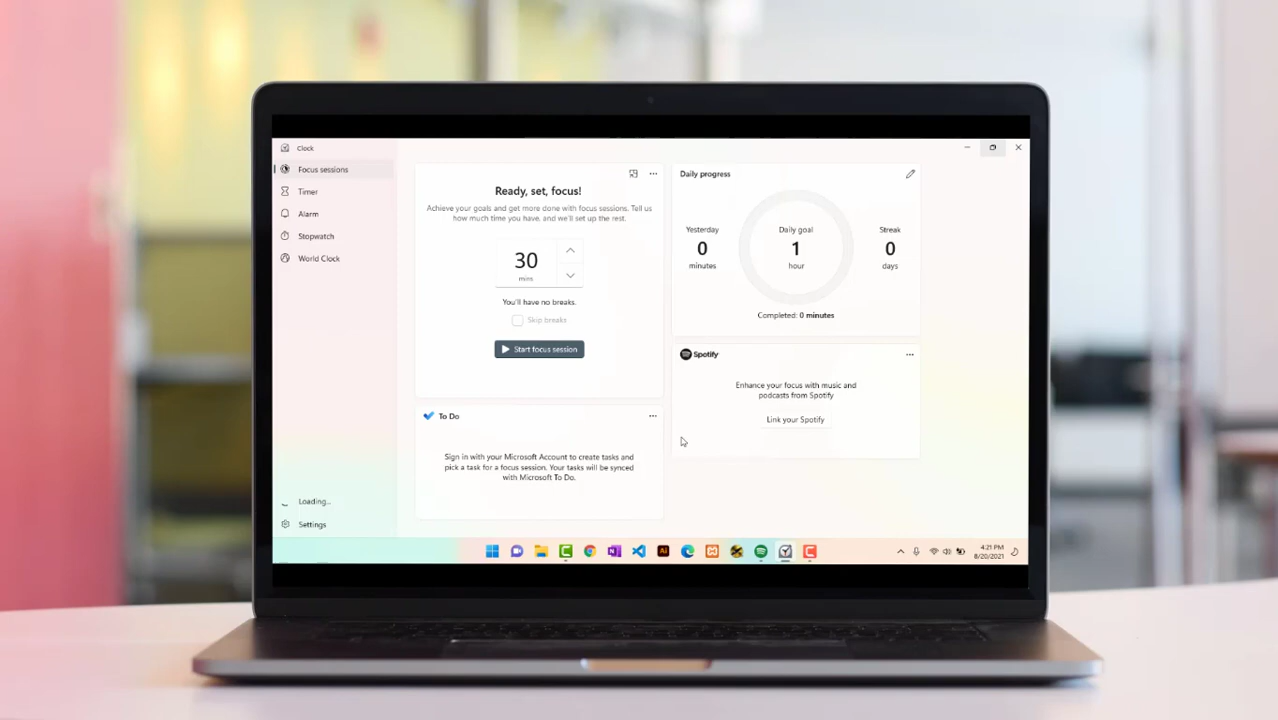 Clock
Focus sessions
Timer
Alarm
Stopwatch
World Clock
Loading...
Settings
Ready, set, focus!
Achieve your goals and get more done with focus sessions. Tell us
how much time you have, and we'll set up the rest.
30
mins
You'll have no breaks.
Skip breaks
Start focus session
To Do
Sign in with your Microsoft Account to create tasks and
pick a task for a focus session. Your tasks will be synced
with Microsoft To Do.
Daily progress
Yesterday
0
minutes
Daily goal
1
hour
Streak
0
days
Completed: 0 minutes
Spotify
Enhance your focus with music and
podcasts from Spotify
Link your Spotify
Ai
4:21 PM
8/20/2021